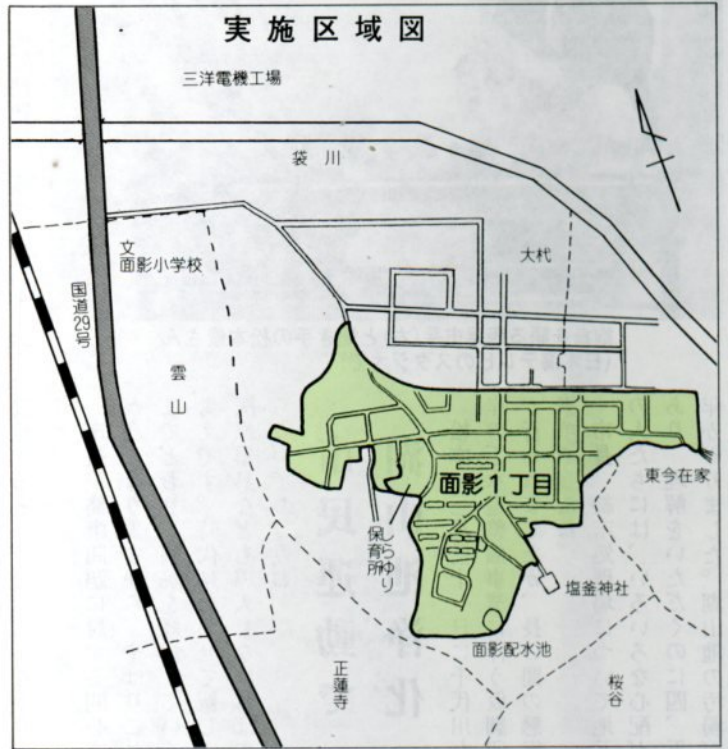 実施区域図
三洋電機工場
袋川
文
面影小学校
大杙
国道29号
雲山
面影1丁目
東今在家
しらゆり
保育所
塩釜神社
面影配水池
正蓮寺
桜谷